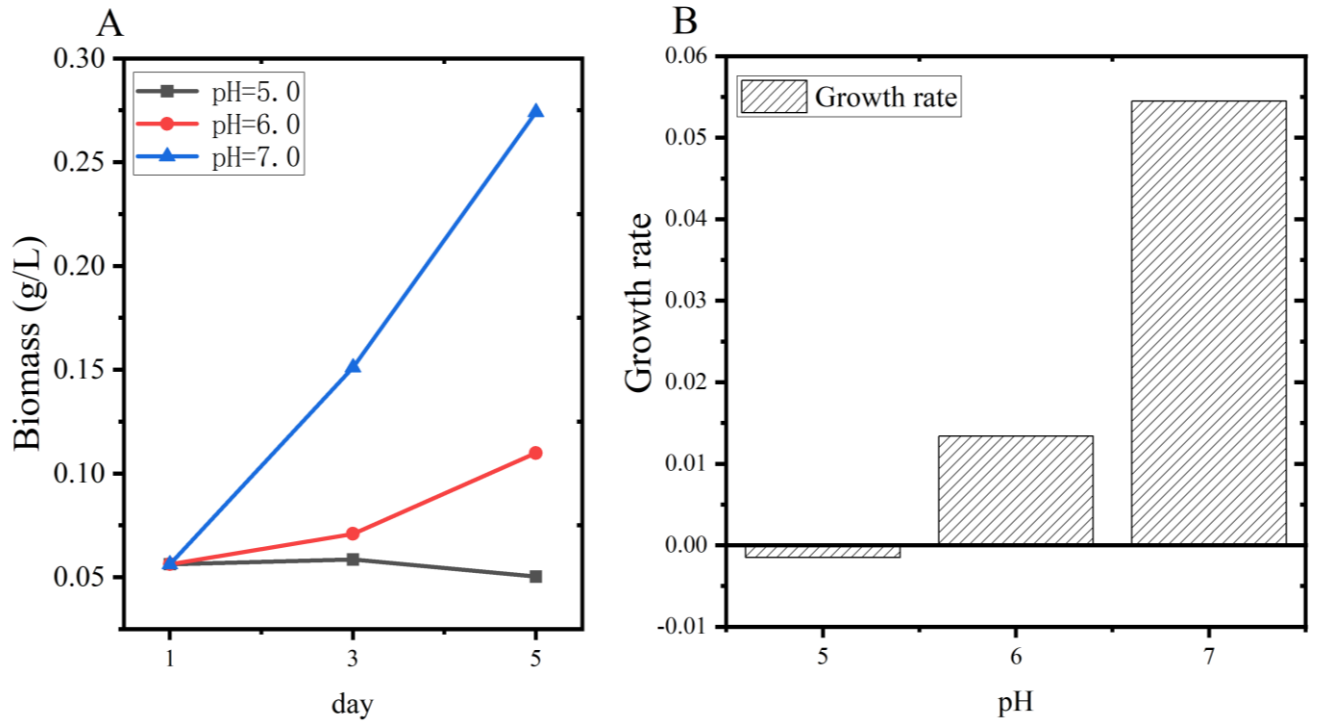 A
0.30
0.25
0.20
0.15
0.10
0.05
Biomass (g/L)
pH=5.0
pH=6.0
pH=7.0
1 3 5
day
B
0.06
0.05
0.04
0.03
0.02
0.01
0.00
-0.01
Growth rate
Growth rate
5 6 7
pH